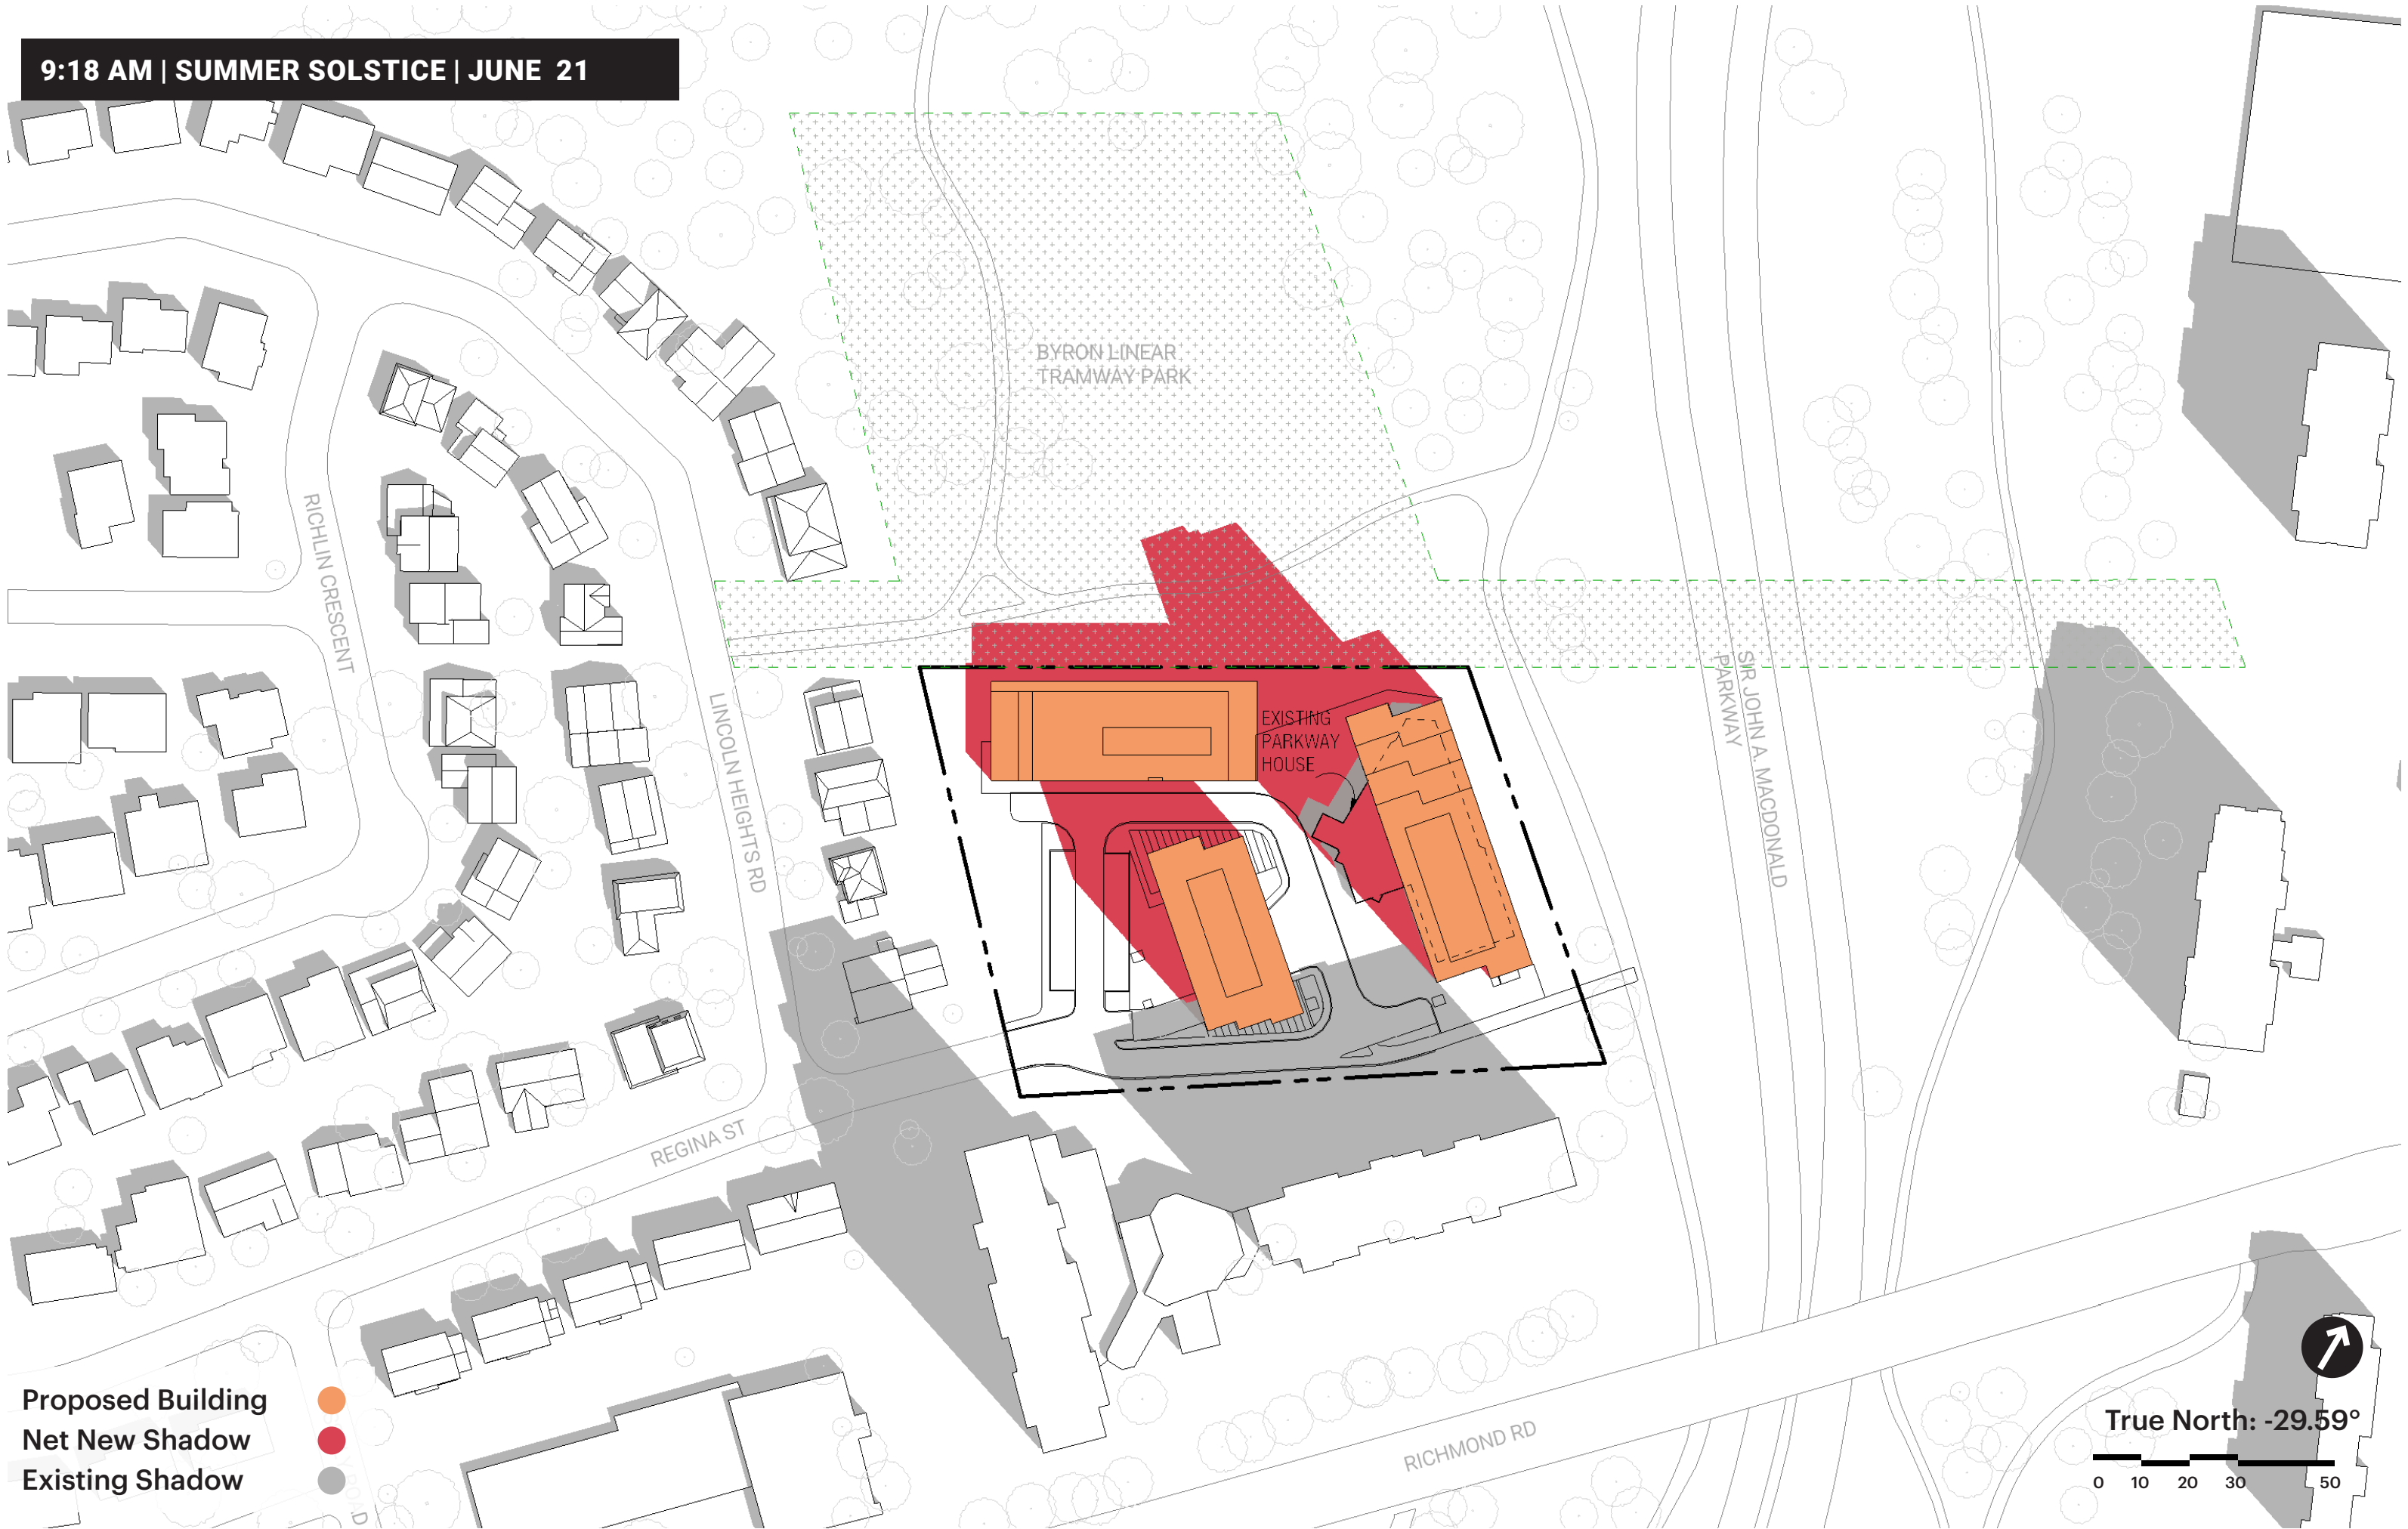 9:18 AM | SUMMER SOLSTICE | JUNE 21
BYRON LINEAR
TRAMWAY PARK
RICHLIN CRESCENT
LINCOLN HEIGHTS RD
EXISTING
PARKWAY
HOUSE
SIR JOHN A. MACDONALD
PARKWAY
REGINA ST
RICHMOND RD
Proposed Building
Net New Shadow
Existing Shadow
True North: -29.59°
0 10 20 30 50